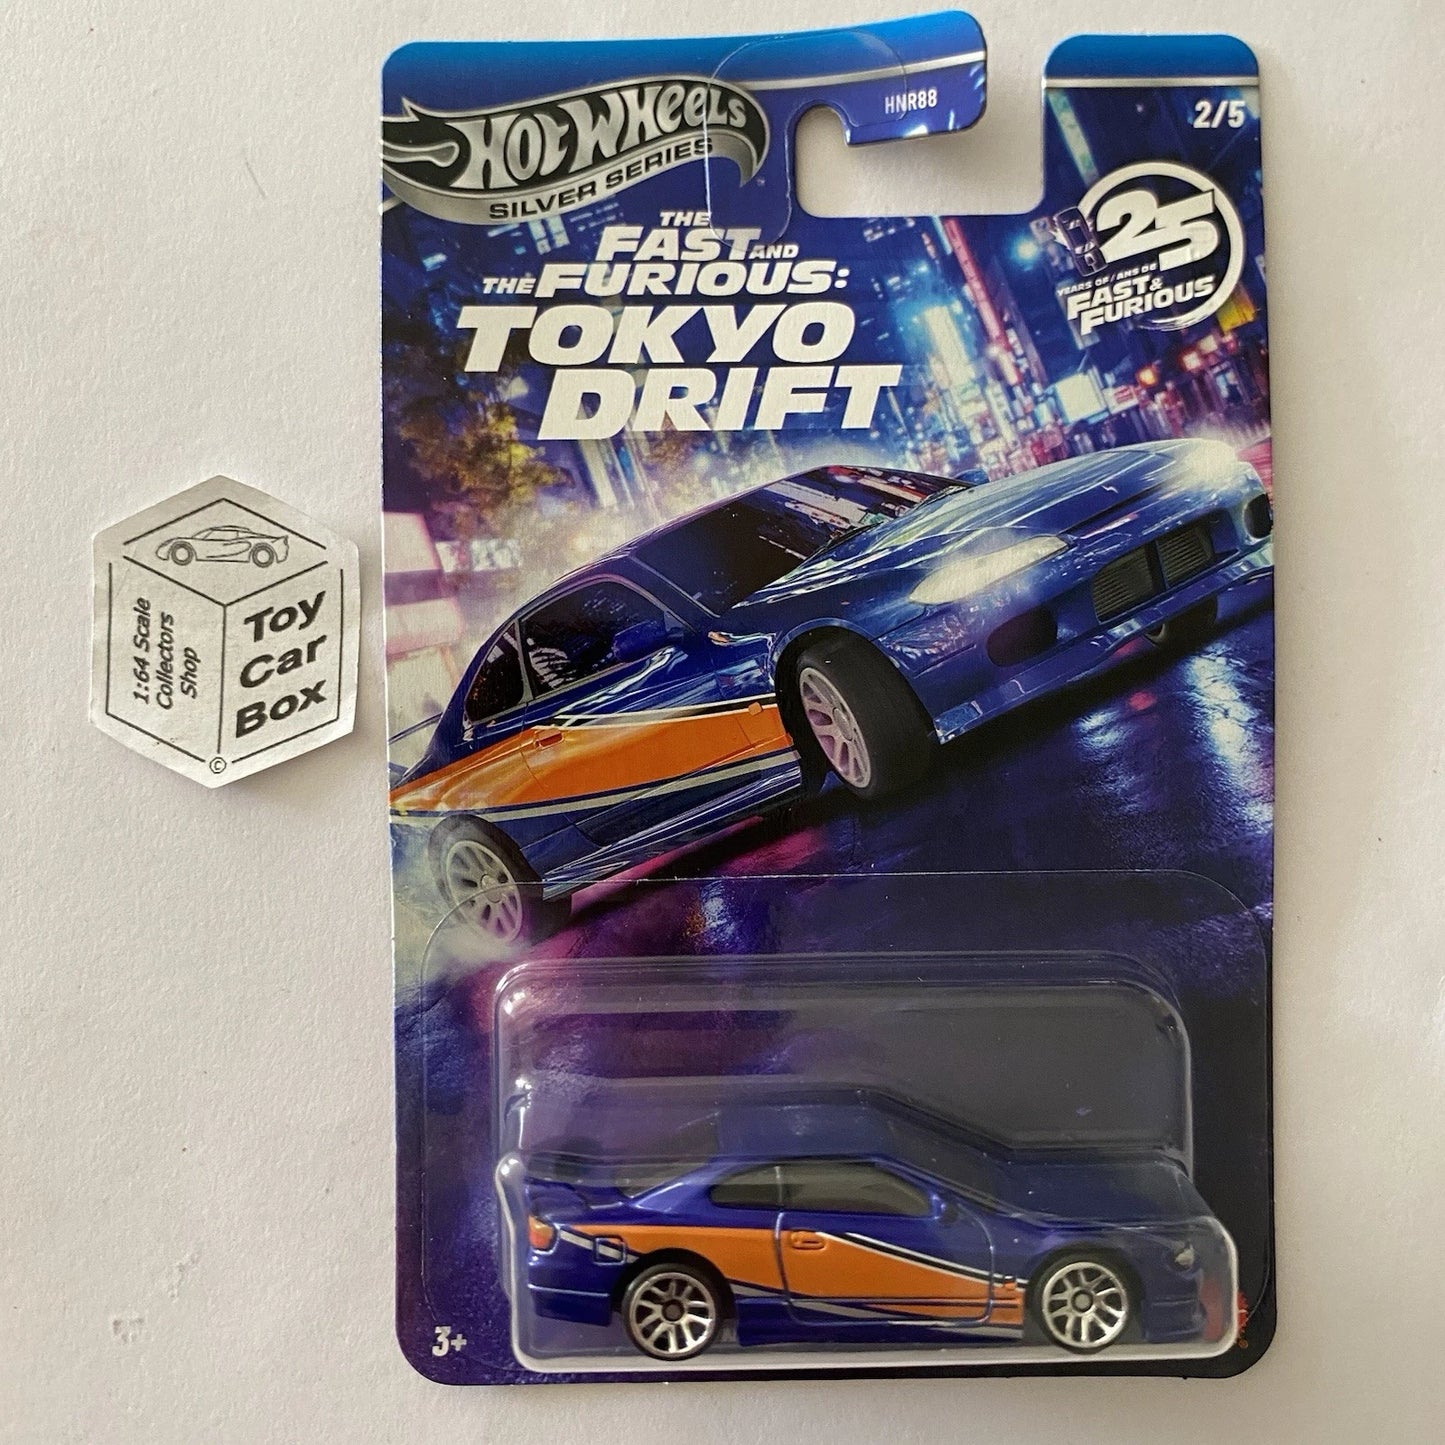 HNR88
2/5
HOT WHEELS
SILVER SERIES
THE
FAST AND
THE FURIOUS:
TOKYO
DRIFT
25
YEARS OF / ANS DE
FAST &
FURIOUS
1:64 Scale
Collectors
Shop
Toy
Car
Box
©
3+